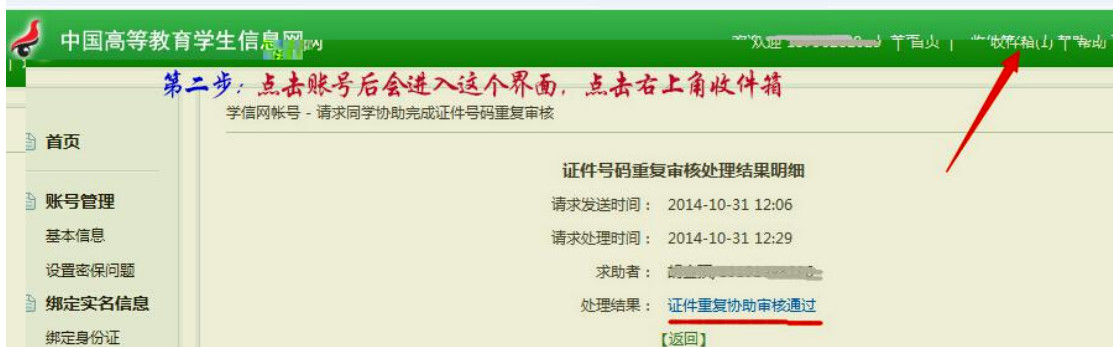 中国高等教育学生信息网
收件箱(1)
第二步：点击账号后会进入这个界面，点击右上角收件箱
学信网帐号 - 请求同学协助完成证件号码重复审核
首页
证件号码重复审核处理结果明细
账号管理
请求发送时间： 2014-10-31 12:06
基本信息
请求处理时间： 2014-10-31 12:29
设置密保问题
求助者：
绑定实名信息
处理结果： 证件重复协助审核通过
绑定身份证
【返回】